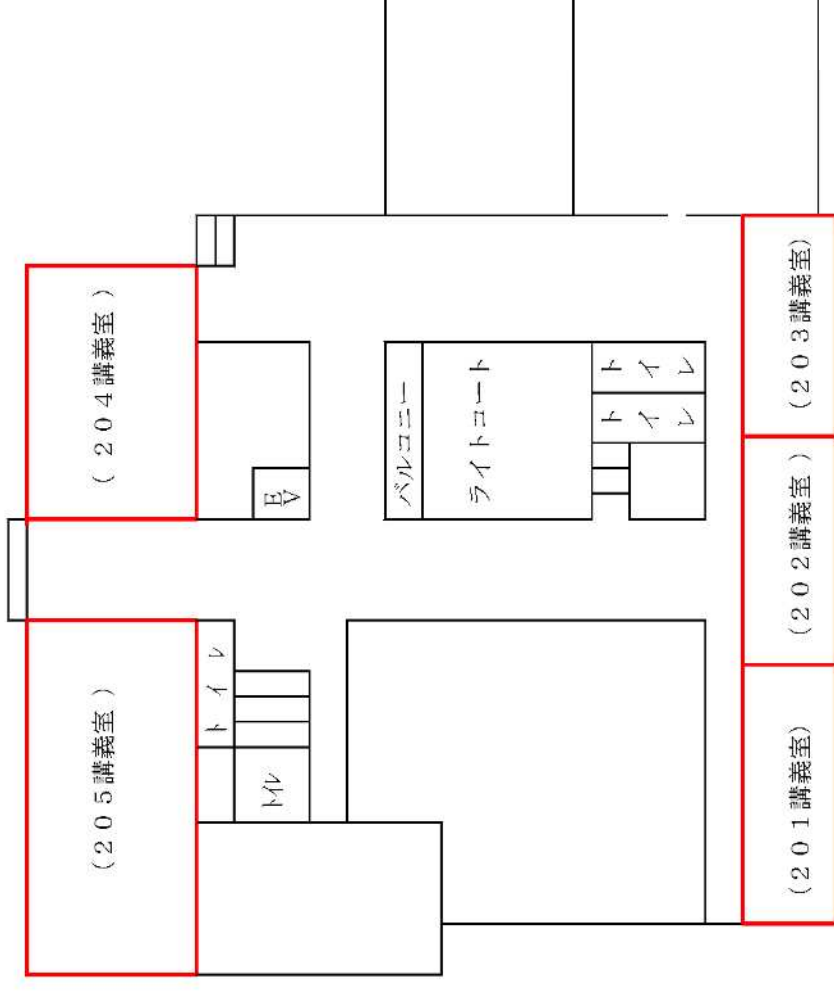 （２０５講義室）
（２０４講義室）
トイレ
トイレ
EV
バルコニー
ライトコート
トイレ
トイレ
（２０１講義室）
（２０２講義室）
（２０３講義室）